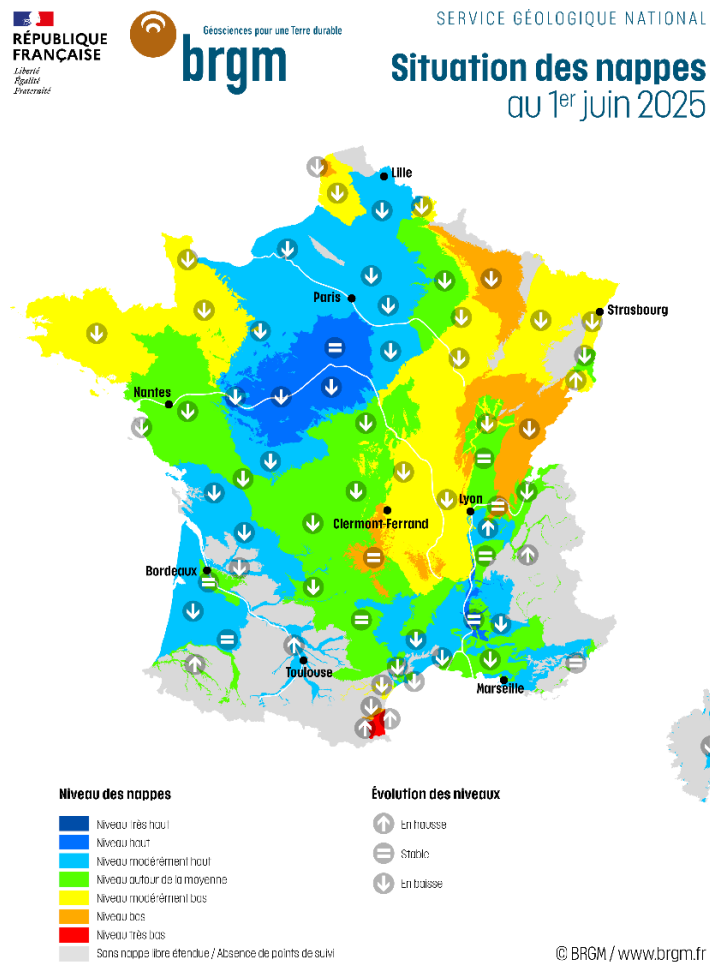 RÉPUBLIQUE
FRANÇAISE
Liberté
Égalité
Fraternité
Géosciences pour une Terre durable
brgm
SERVICE GÉOLOGIQUE NATIONAL
Situation des nappes
au 1er juin 2025
Lille
Paris
Strasbourg
Nantes
Lyon
Clermont-Ferrand
Bordeaux
Toulouse
Marseille
Niveau des nappes
Niveau très haut
Niveau haut
Niveau modérément haut
Niveau autour de la moyenne
Niveau modérément bas
Niveau bas
Niveau très bas
Sans nappe libre étendue / Absence de points de suivi
Évolution des niveaux
En hausse
Stable
En baisse
© BRGM / www.brgm.fr